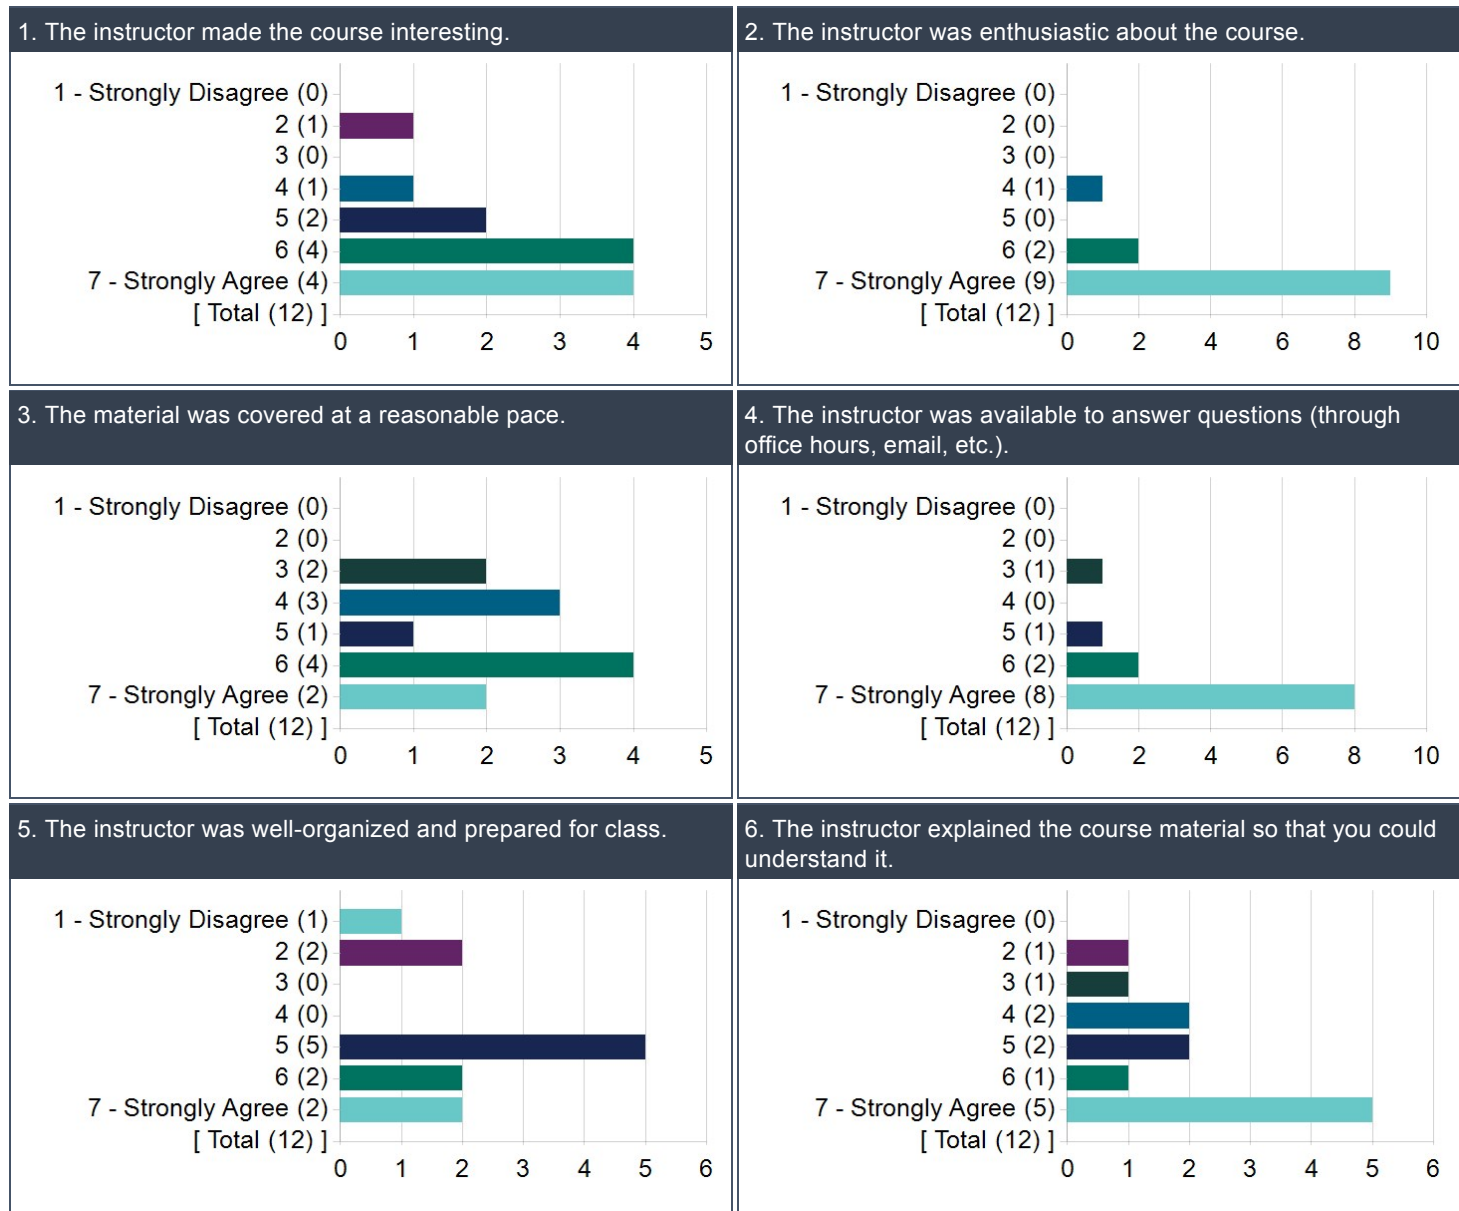 1. The instructor made the course interesting.
1 - Strongly Disagree (0)
2 (1)
3 (0)
4 (1)
5 (2)
6 (4)
7 - Strongly Agree (4)
[ Total (12) ]
0 1 2 3 4 5
2. The instructor was enthusiastic about the course.
1 - Strongly Disagree (0)
2 (0)
3 (0)
4 (1)
5 (0)
6 (2)
7 - Strongly Agree (9)
[ Total (12) ]
0 2 4 6 8 10
3. The material was covered at a reasonable pace.
1 - Strongly Disagree (0)
2 (0)
3 (2)
4 (3)
5 (1)
6 (4)
7 - Strongly Agree (2)
[ Total (12) ]
0 1 2 3 4 5
4. The instructor was available to answer questions (through
office hours, email, etc.).
1 - Strongly Disagree (0)
2 (0)
3 (1)
4 (0)
5 (1)
6 (2)
7 - Strongly Agree (8)
[ Total (12) ]
0 2 4 6 8 10
5. The instructor was well-organized and prepared for class.
1 - Strongly Disagree (1)
2 (2)
3 (0)
4 (0)
5 (5)
6 (2)
7 - Strongly Agree (2)
[ Total (12) ]
0 1 2 3 4 5 6
6. The instructor explained the course material so that you could
understand it.
1 - Strongly Disagree (0)
2 (1)
3 (1)
4 (2)
5 (2)
6 (1)
7 - Strongly Agree (5)
[ Total (12) ]
0 1 2 3 4 5 6